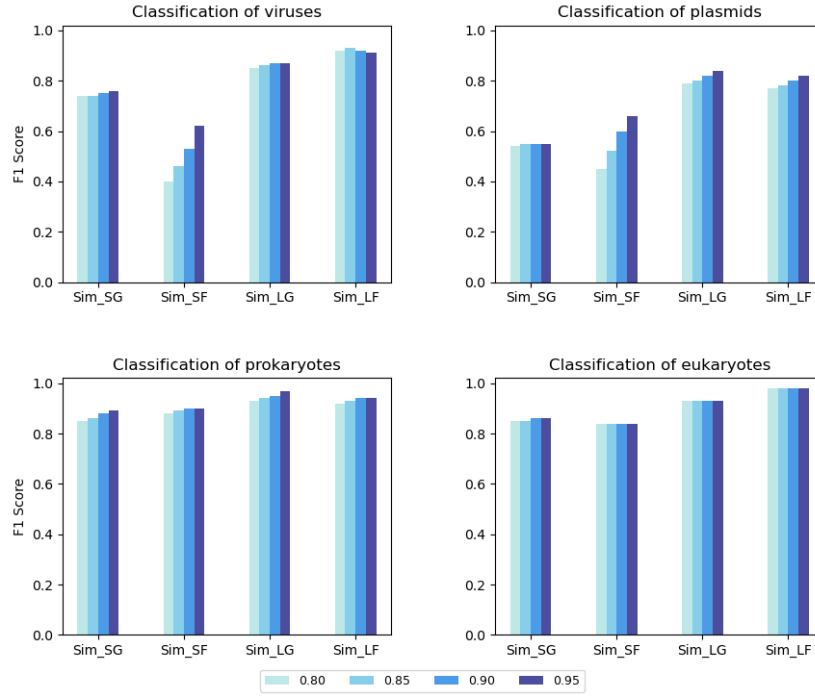 Classification of viruses
Classification of plasmids
1.0
0.8
0.6
0.4
0.2
0.0
F1 Score
Sim_SG Sim_SF Sim_LG Sim_LF
1.0
0.8
0.6
0.4
0.2
0.0
Sim_SG Sim_SF Sim_LG Sim_LF
Classification of prokaryotes
Classification of eukaryotes
1.0
0.8
0.6
0.4
0.2
0.0
F1 Score
Sim_SG Sim_SF Sim_LG Sim_LF
1.0
0.8
0.6
0.4
0.2
0.0
Sim_SG Sim_SF Sim_LG Sim_LF
0.80 0.85 0.90 0.95